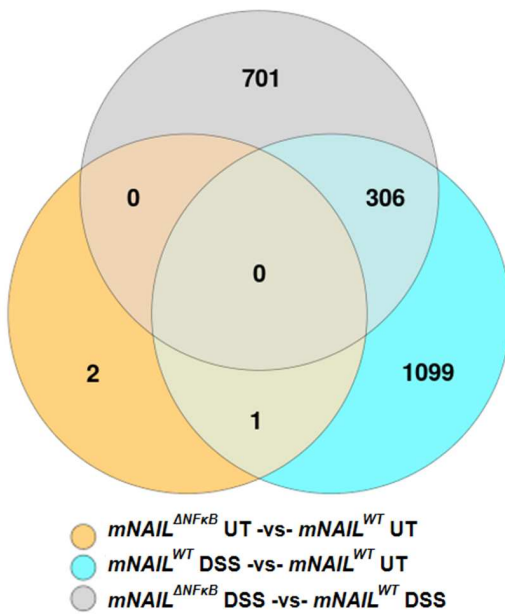 701
0
306
0
2
1099
1
mNAIL^ΔNFκB UT -vs- mNAIL^WT UT
mNAIL^WT DSS -vs- mNAIL^WT UT
mNAIL^ΔNFκB DSS -vs- mNAIL^WT DSS